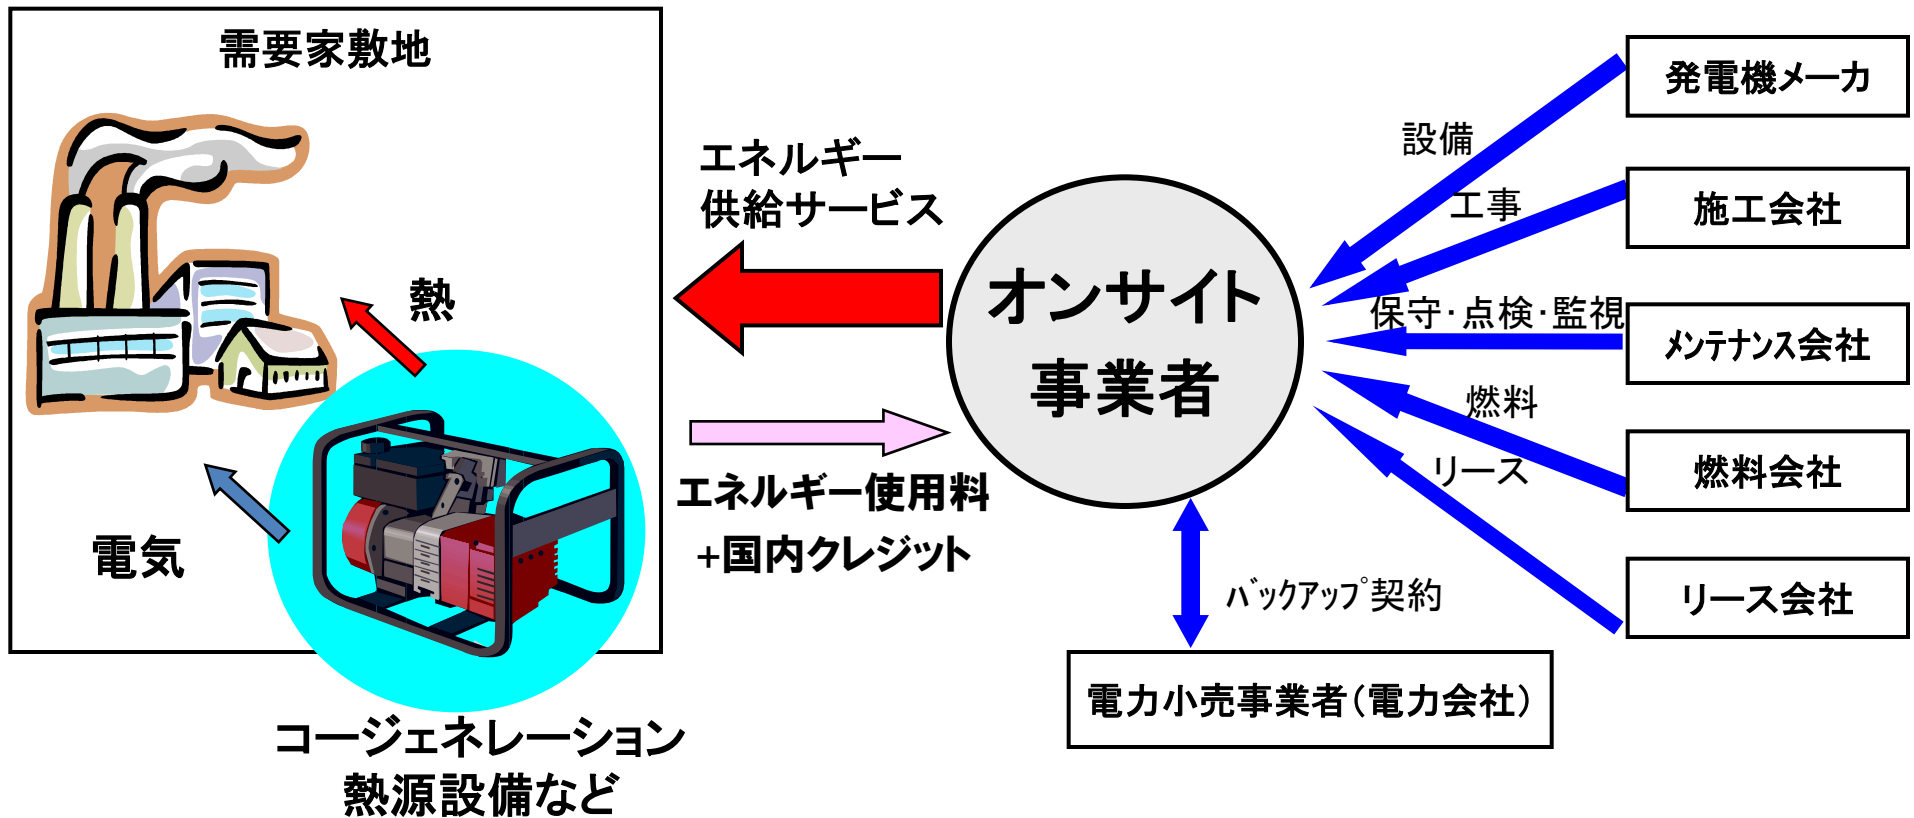 需要家敷地
熱
電気
コージェネレーション
熱源設備など
エネルギー
供給サービス
エネルギー使用料
+国内クレジット
オンサイト
事業者
設備
工事
保守・点検・監視
燃料
リース
バックアップ契約
電力小売事業者(電力会社)
発電機メーカ
施工会社
メンテナンス会社
燃料会社
リース会社